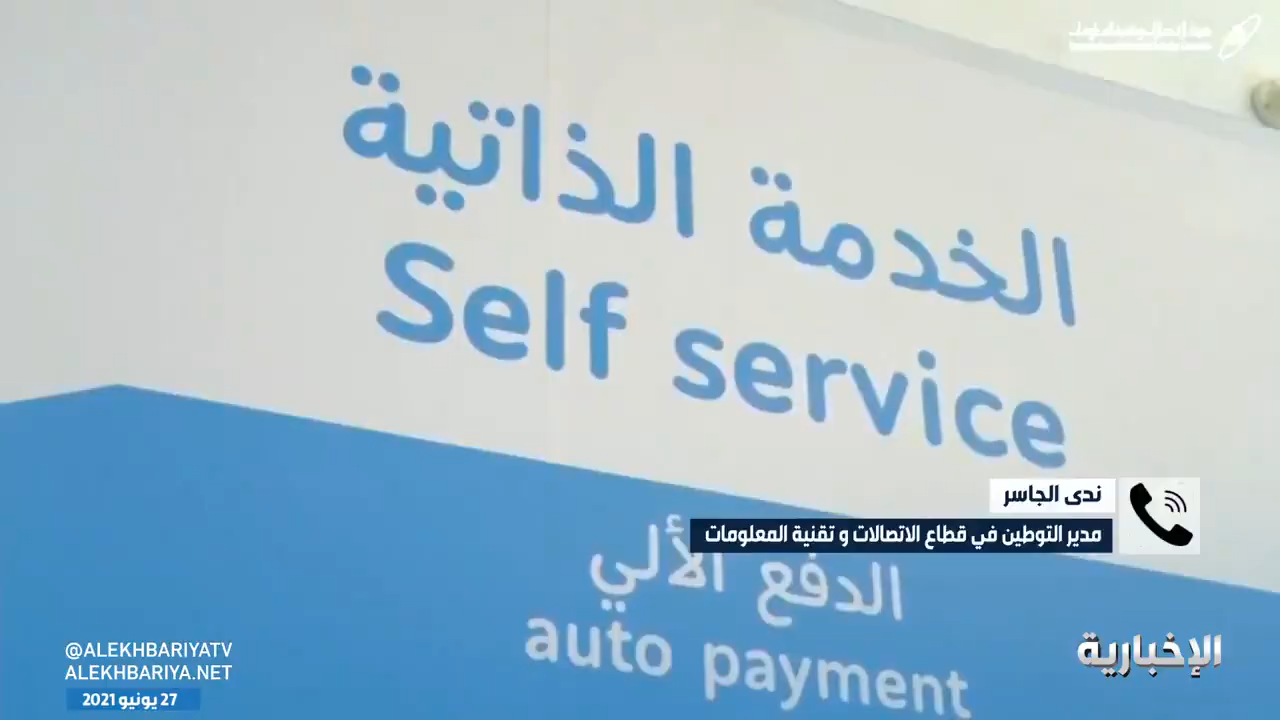 الخدمة الذاتية
Self service
ندى الجاسر
مدير التوطين في قطاع الاتصالات و تقنية المعلومات
الدفع الألي
auto payment
@ALEKHBARIYATV
ALEKHBARIYA.NET
27 يونيو 2021
الإخبارية